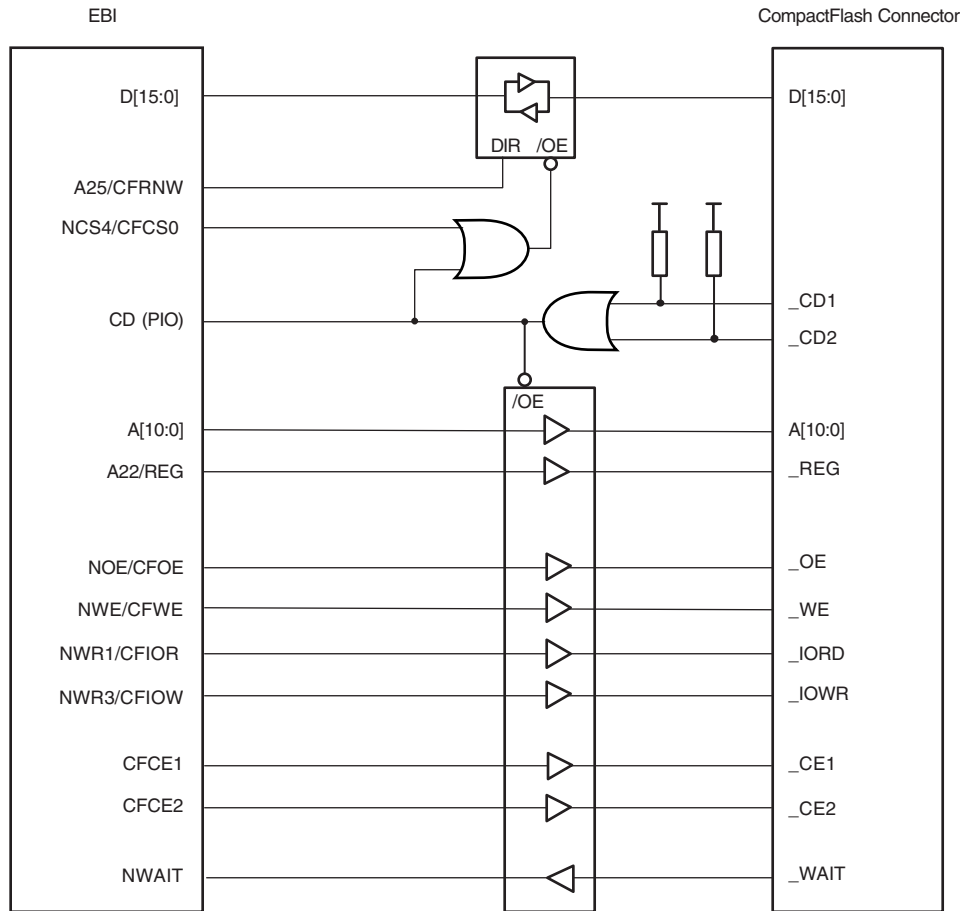 EBI CompactFlash Connector
D[15:0] D[15:0]
DIR /OE
A25/CFRNW
NCS4/CFCS0
_CD1
CD (PIO)
_CD2
/OE
A[10:0] A[10:0]
A22/REG _REG
NOE/CFOE _OE
NWE/CFWE _WE
NWR1/CFIOR _IORD
NWR3/CFIOW _IOWR
CFCE1 _CE1
CFCE2 _CE2
NWAIT _WAIT